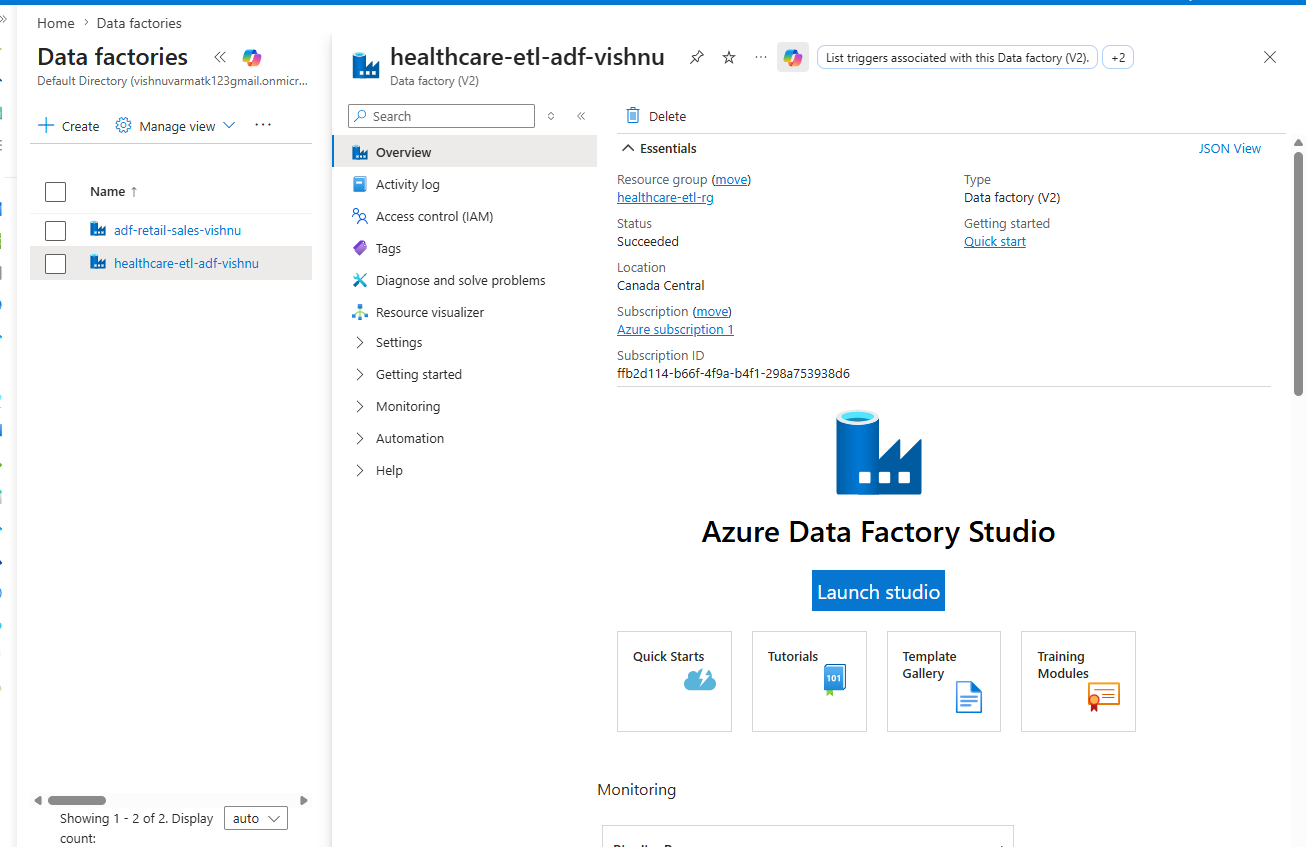 Home > Data factories
Data factories
Default Directory (vishnuvarmatk123gmail.onmicr...
Create
Manage view
Name ↑
adf-retail-sales-vishnu
healthcare-etl-adf-vishnu
Showing 1 - 2 of 2. Display
count:
auto
healthcare-etl-adf-vishnu
Data factory (V2)
List triggers associated with this Data factory (V2).
+2
Search
Overview
Activity log
Access control (IAM)
Tags
Diagnose and solve problems
Resource visualizer
Settings
Getting started
Monitoring
Automation
Help
Delete
Essentials
JSON View
Resource group (move)
healthcare-etl-rg
Status
Succeeded
Location
Canada Central
Subscription (move)
Azure subscription 1
Subscription ID
ffb2d114-b66f-4f9a-b4f1-298a753938d6
Type
Data factory (V2)
Getting started
Quick start
Azure Data Factory Studio
Launch studio
Quick Starts
Tutorials
101
Template
Gallery
Training
Modules
Monitoring